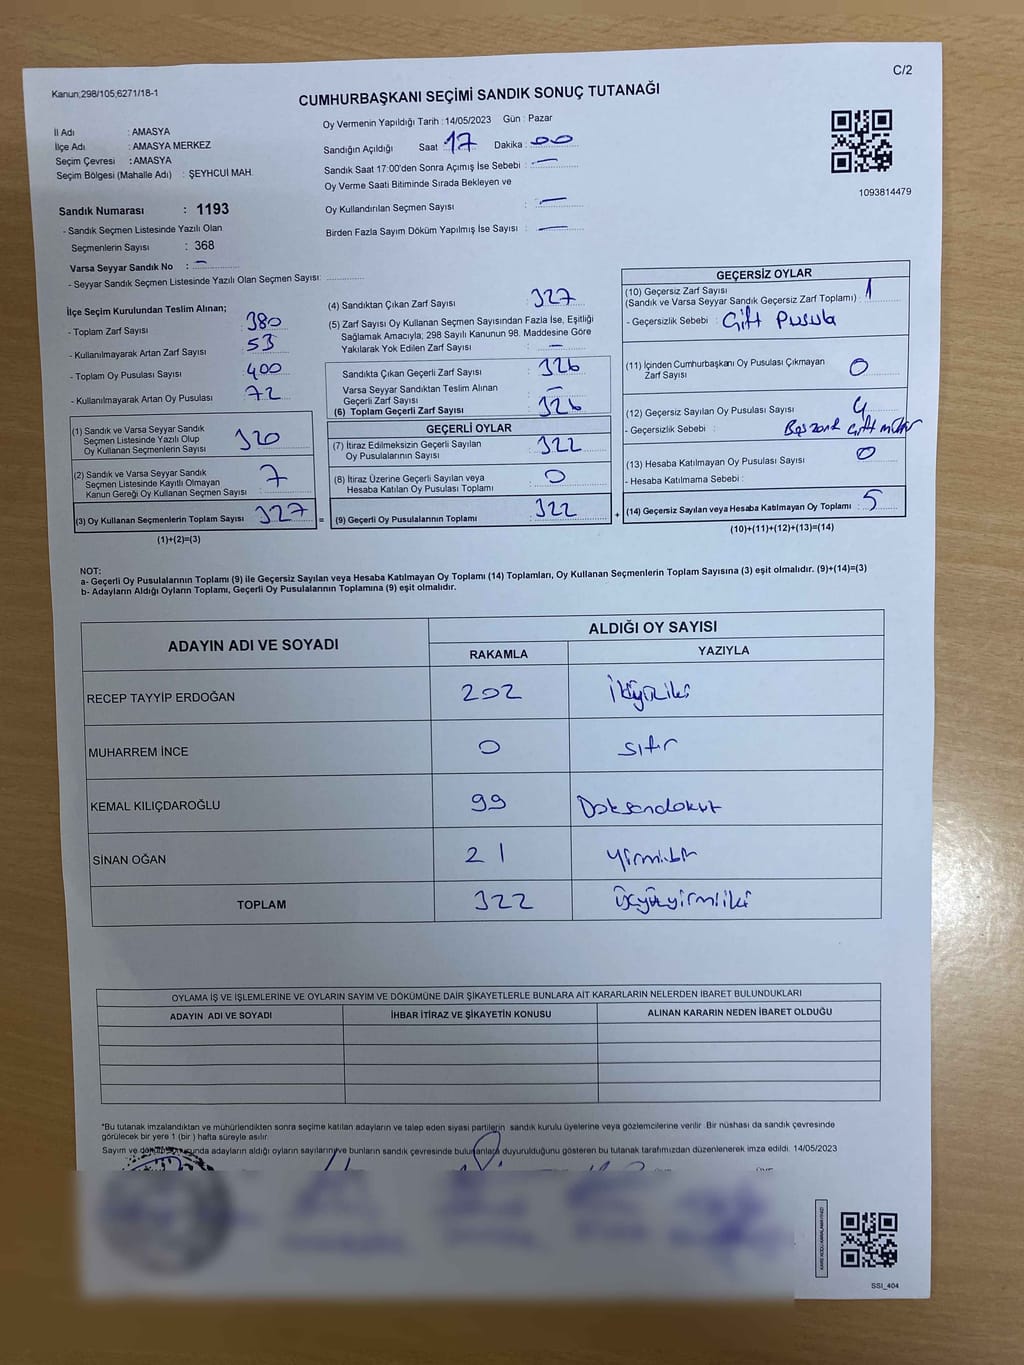 Kanun;298/105,6271/18-1
C/2
CUMHURBAŞKANI SEÇİMİ SANDIK SONUÇ TUTANAĞI
İl Adı : AMASYA
İlçe Adı : AMASYA MERKEZ
Seçim Çevresi : AMASYA
Seçim Bölgesi (Mahalle Adı) : ŞEYHCUİ MAH.
Oy Vermenin Yapıldığı Tarih : 14/05/2023 Gün : Pazar
Sandığın Açıldığı Saat 17 Dakika : 00
Sandık Saat 17:00'den Sonra Açımış İse Sebebi : —
Oy Verme Saati Bitiminde Sırada Bekleyen ve
Oy Kullandırılan Seçmen Sayısı : —
Birden Fazla Sayım Döküm Yapılmış İse Sayısı : —
1093814479
Sandık Numarası : 1193
- Sandık Seçmen Listesinde Yazılı Olan
Seçmenlerin Sayısı : 368
Varsa Seyyar Sandık No : —
- Seyyar Sandık Seçmen Listesinde Yazılı Olan Seçmen Sayısı:
İlçe Seçim Kurulundan Teslim Alınan;
- Toplam Zarf Sayısı : 380
- Kullanılmayarak Artan Zarf Sayısı : 53
- Toplam Oy Pusulası Sayısı : 400
- Kullanılmayarak Artan Oy Pusulası : 72
(1) Sandık ve Varsa Seyyar Sandık
Seçmen Listesinde Yazılı Olup
Oy Kullanan Seçmenlerin Sayısı : 320
(2) Sandık ve Varsa Seyyar Sandık
Seçmen Listesinde Kayıtlı Olmayan
Kanun Gereği Oy Kullanan Seçmen Sayısı : 7
(3) Oy Kullanan Seçmenlerin Toplam Sayısı : 327
(1)+(2)=(3)
=
(4) Sandıktan Çıkan Zarf Sayısı : 327
(5) Zarf Sayısı Oy Kullanan Seçmen Sayısından Fazla İse, Eşitliği
Sağlamak Amacıyla; 298 Sayılı Kanunun 98. Maddesine Göre
Yakılarak Yok Edilen Zarf Sayısı : —
Sandıkta Çıkan Geçerli Zarf Sayısı : 326
Varsa Seyyar Sandıktan Teslim Alınan
Geçerli Zarf Sayısı : —
(6) Toplam Geçerli Zarf Sayısı : 326
GEÇERLİ OYLAR
(7) İtiraz Edilmeksizin Geçerli Sayılan
Oy Pusulalarının Sayısı : 322
(8) İtiraz Üzerine Geçerli Sayılan veya
Hesaba Katılan Oy Pusulası Toplamı : 0
(9) Geçerli Oy Pusulalarının Toplamı : 322
+
GEÇERSİZ OYLAR
(10) Geçersiz Zarf Sayısı
(Sandık ve Varsa Seyyar Sandık Geçersiz Zarf Toplamı) : 1
- Geçersizlik Sebebi : Çift Pusula
(11) İçinden Cumhurbaşkanı Oy Pusulası Çıkmayan
Zarf Sayısı : 0
(12) Geçersiz Sayılan Oy Pusulası Sayısı : 4
- Geçersizlik Sebebi : çift mühür
(13) Hesaba Katılmayan Oy Pusulası Sayısı : 0
- Hesaba Katılmama Sebebi :
(14) Geçersiz Sayılan veya Hesaba Katılmayan Oy Toplamı : 5
(10)+(11)+(12)+(13)=(14)
NOT:
a- Geçerli Oy Pusulalarının Toplamı (9) ile Geçersiz Sayılan veya Hesaba Katılmayan Oy Toplamı (14) Toplamları, Oy Kullanan Seçmenlerin Toplam Sayısına (3) eşit olmalıdır. (9)+(14)=(3)
b- Adayların Aldığı Oyların Toplamı, Geçerli Oy Pusulalarının Toplamına (9) eşit olmalıdır.
ADAYIN ADI VE SOYADI
ALDIĞI OY SAYISI
RAKAMLA YAZIYLA
RECEP TAYYİP ERDOĞAN 202 İkiyüziki
MUHARREM İNCE 0 sıfır
KEMAL KILIÇDAROĞLU 99 Doksandokuz
SİNAN OĞAN 21 yirmibir
TOPLAM 322 üçyüzyirmiiki
OYLAMA İŞ VE İŞLEMLERİNE VE OYLARIN SAYIM VE DÖKÜMÜNE DAİR ŞİKAYETLERLE BUNLARA AİT KARARLARIN NELERDEN İBARET BULUNDUKLARI
ADAYIN ADI VE SOYADI İHBAR İTİRAZ VE ŞİKAYETİN KONUSU ALINAN KARARIN NEDEN İBARET OLDUĞU
*Bu tutanak imzalandıktan ve mühürlendikten sonra seçime katılan adayların ve talep eden siyasi partilerin sandık kurulu üyelerine veya gözlemcilerine verilir .Bir nüshası da sandık çevresinde
görülecek bir yere 1 (bir ) hafta süreyle asılır.
Sayım ve dökümü sonunda adayların aldığı oyların sayılarını ve bunların sandık çevresinde bulunanlara duyurulduğunu gösteren bu tutanak tarafımızdan düzenlenerek imza edildi. 14/05/2023
SSİ_404